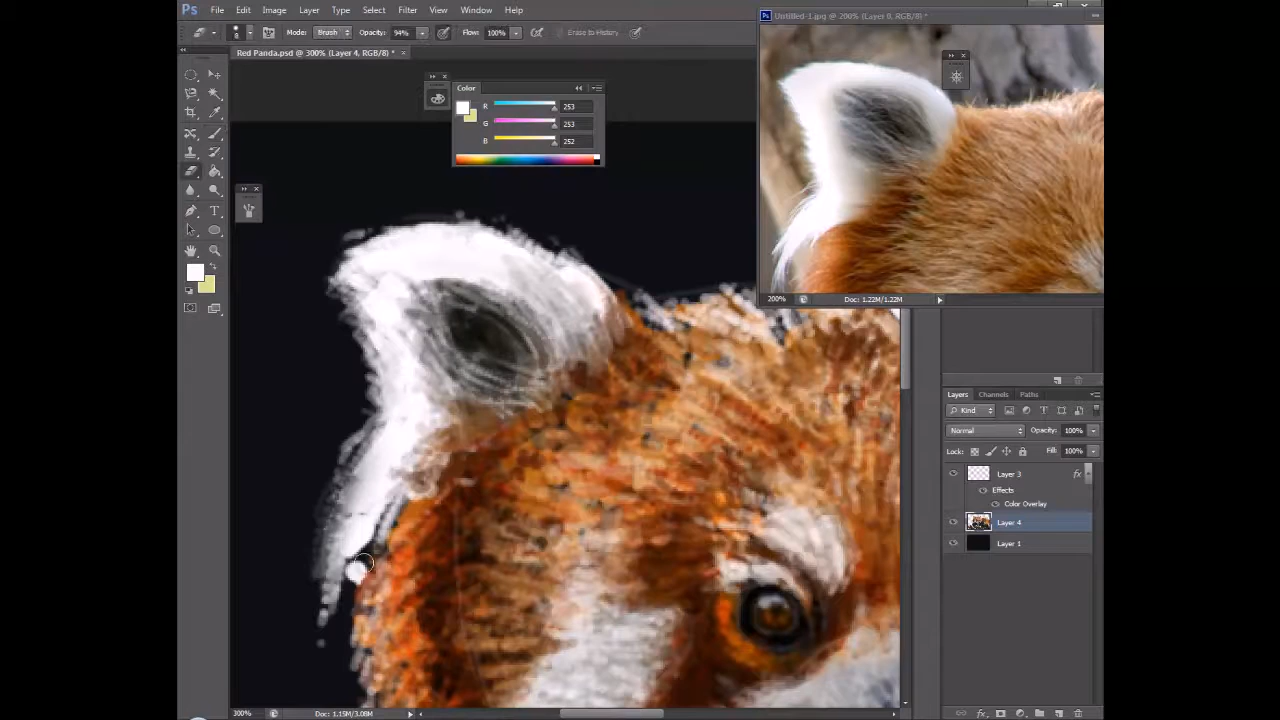 Ps File Edit Image Layer Type Select Filter View Window Help
Mode: Brush Opacity: 94% Flow: 100% Erase to History
Red Panda.psd @ 300% (Layer 4, RGB/8) * ×
Untitled-1.jpg @ 200% (Layer 0, RGB/8) *
Color
R 253
G 253
B 252
200% Doc: 1.22M/1.22M
Layers Channels Paths
Kind
Normal Opacity: 100%
Lock: Fill: 100%
Layer 3 fx
Effects
Color Overlay
Layer 4
Layer 1
300% Doc: 1.15M/3.08M